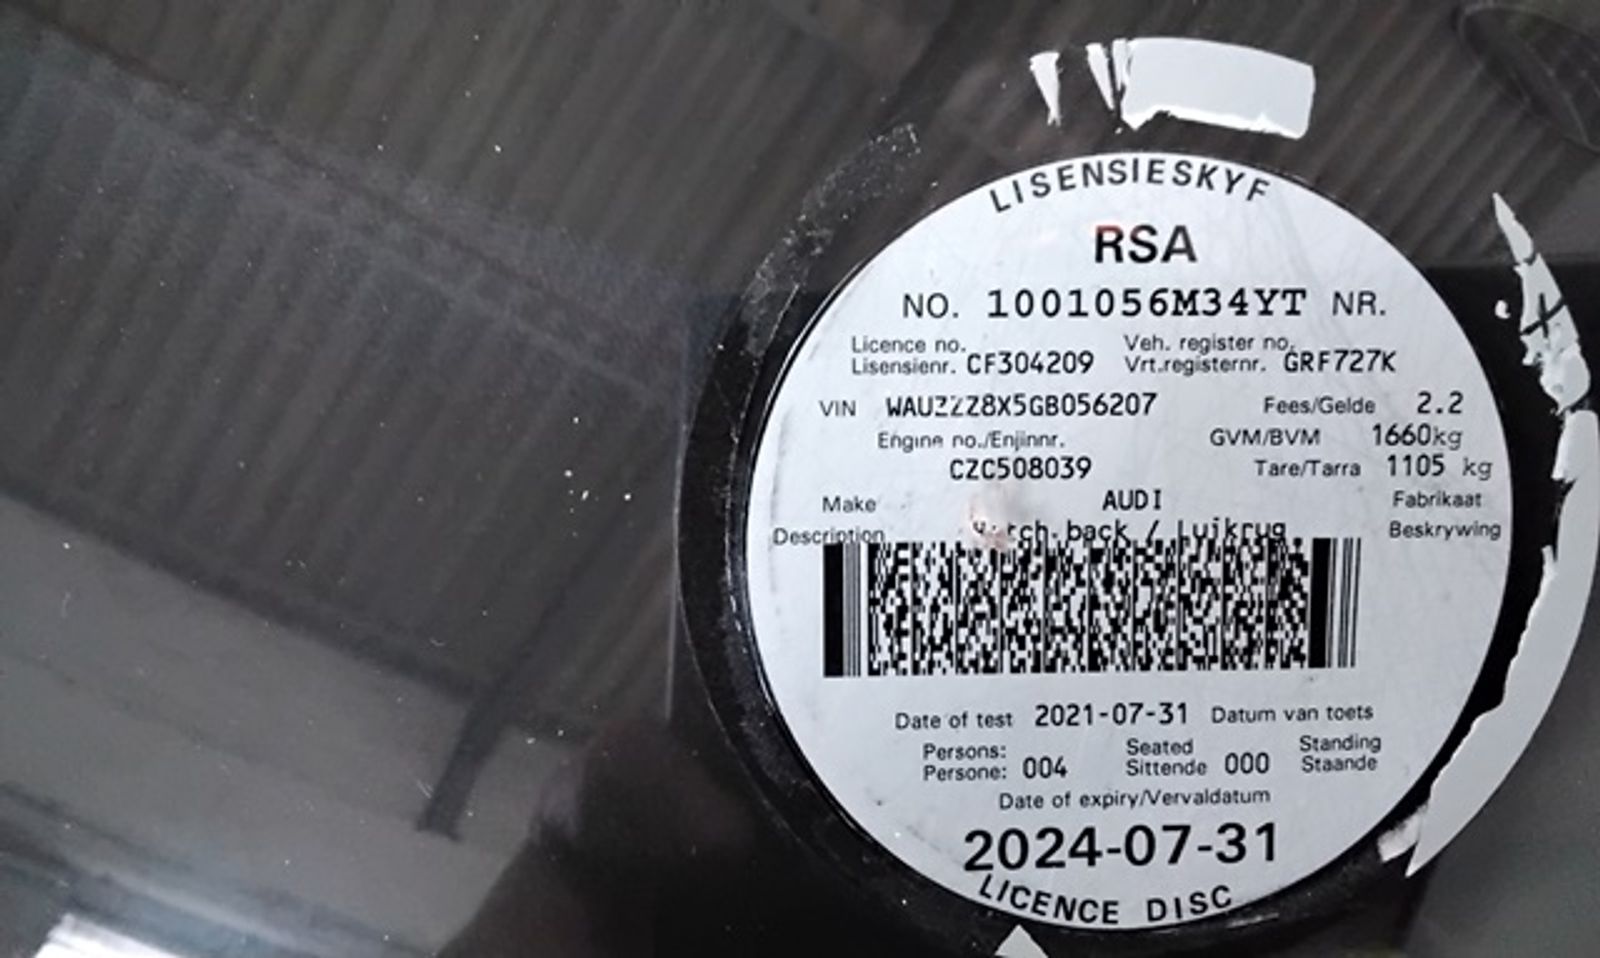 LISENSIESKYF
RSA
NO. 1001056M34YT NR.
Licence no. Veh. register no.
Lisensienr. CF304209 Vrt.registernr. GRF727K
VIN WAUZZZ8X5GB056207 Fees/Gelde 2.2
Engine no./Enjinnr. GVM/BVM 1660kg
CZC508039 Tare/Tarra 1105 kg
Make AUDI Fabrikaat
Description back / Luikrug Beskrywing
Date of test 2021-07-31 Datum van toets
Persons: Seated Standing
Persone: 004 Sittende 000 Staande
Date of expiry/Vervaldatum
2024-07-31
LICENCE DISC